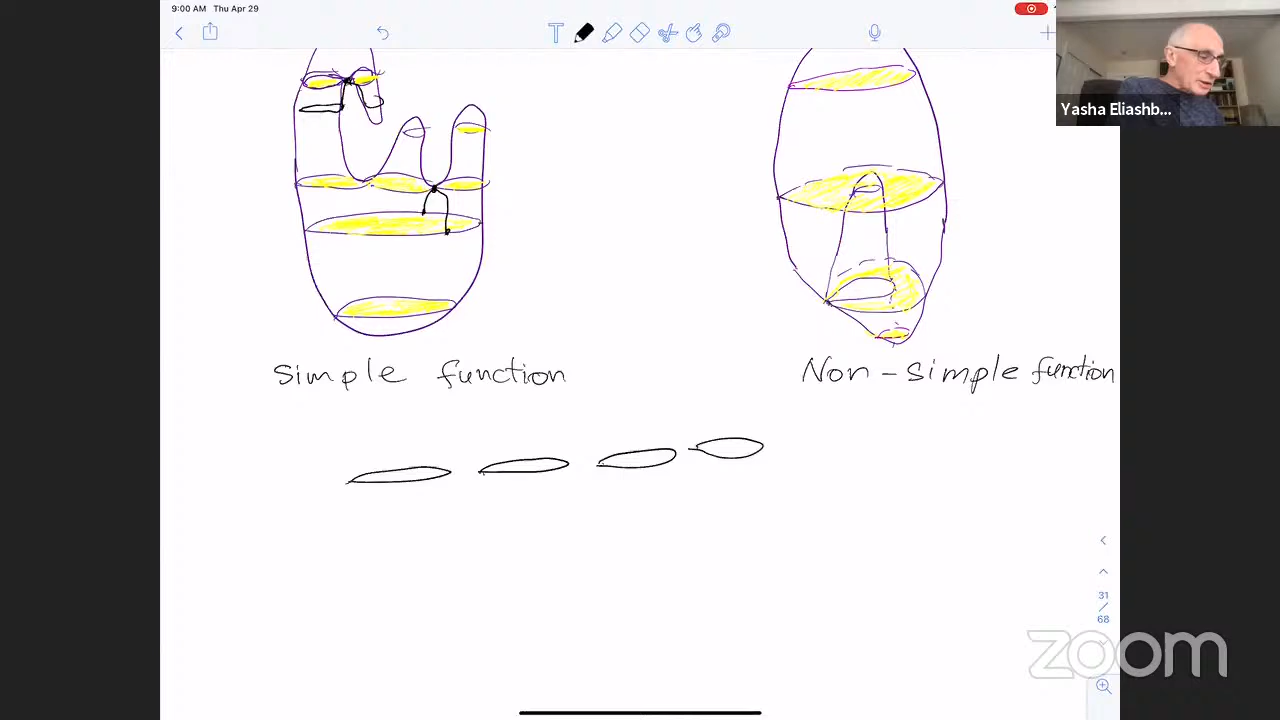 9:00 AM Thu Apr 29
Yasha Eliashb...
Simple function
Non-simple function
31
/
68
zoom